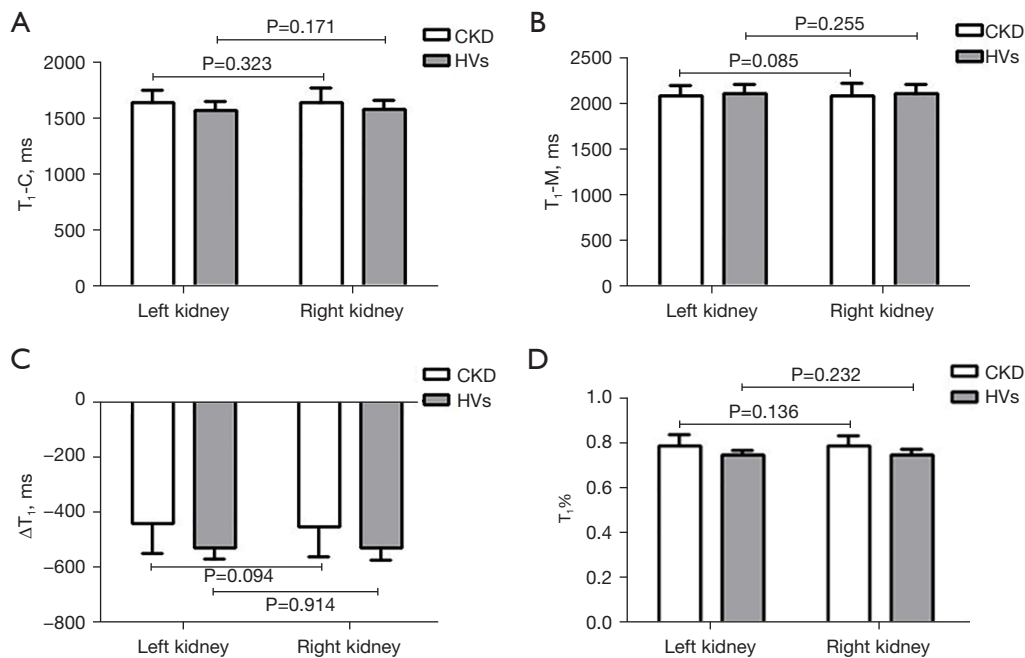 A
P=0.171
CKD
HVs
P=0.323
2000
1500
1000
500
0
T₁-C, ms
Left kidney
Right kidney
B
P=0.255
CKD
HVs
P=0.085
2500
2000
1500
1000
500
0
T₁-M, ms
Left kidney
Right kidney
C
CKD
HVs
0
−200
−400
−600
−800
ΔT₁, ms
P=0.094
P=0.914
Left kidney
Right kidney
D
P=0.232
CKD
HVs
P=0.136
1.0
0.8
0.6
0.4
0.2
0.0
T₁%
Left kidney
Right kidney